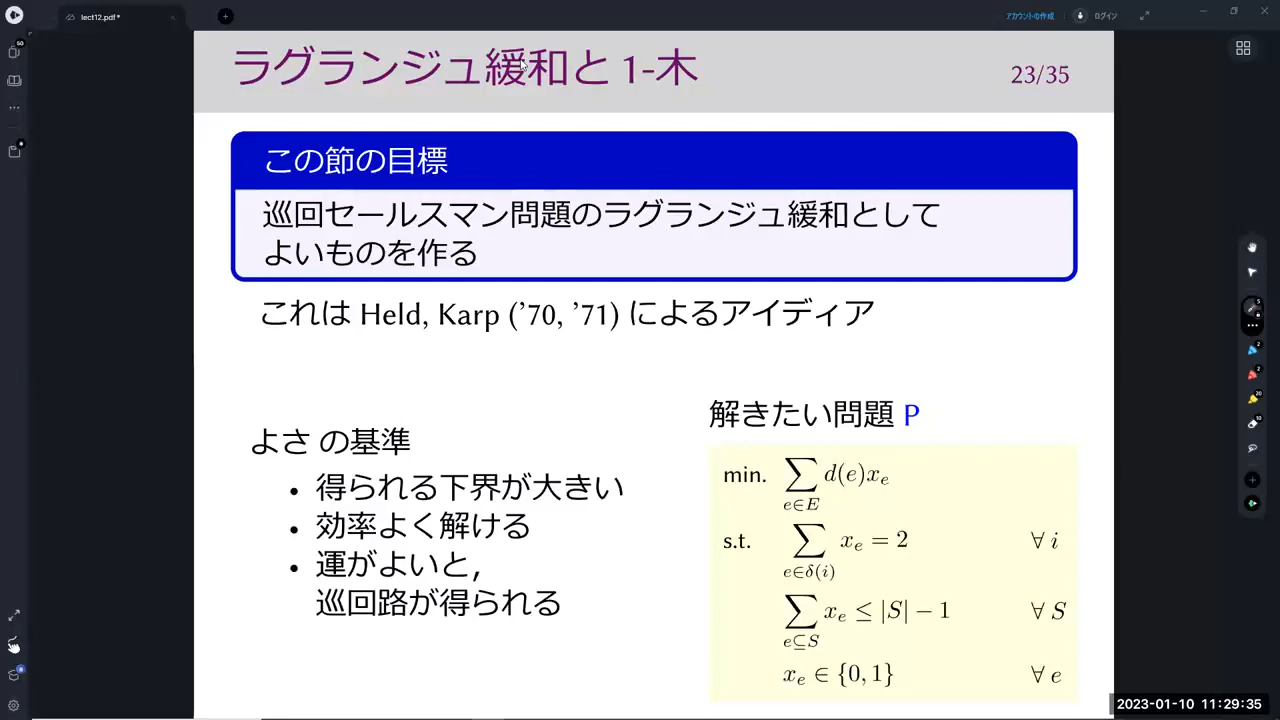 lect12.pdf*
アカウントの作成
ログイン
ラグランジュ緩和と 1-木
23/35
この節の目標
巡回セールスマン問題のラグランジュ緩和として
よいものを作る
これは Held, Karp (’70, ’71) によるアイディア
よさ の基準
• 得られる下界が大きい
• 効率よく解ける
• 運がよいと,
巡回路が得られる
解きたい問題 P
min. ∑_{e∈E} d(e)x_e
s.t. ∑_{e∈δ(i)} x_e = 2 ∀ i
∑_{e⊆S} x_e ≤ |S| − 1 ∀ S
x_e ∈ {0, 1} ∀ e
2023-01-10 11:29:35